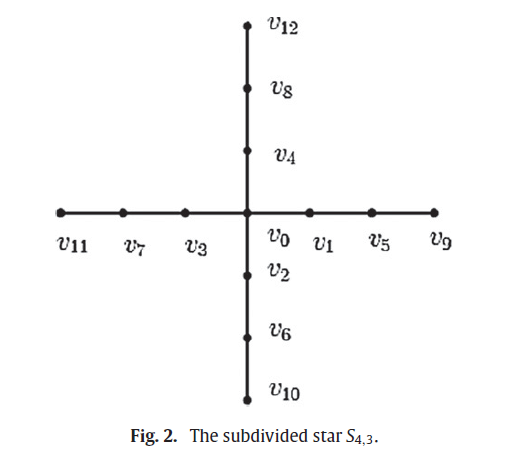 v12
v8
v4
v11 v7 v3 v0 v1 v5 v9
v2
v6
v10
Fig. 2. The subdivided star S4,3.